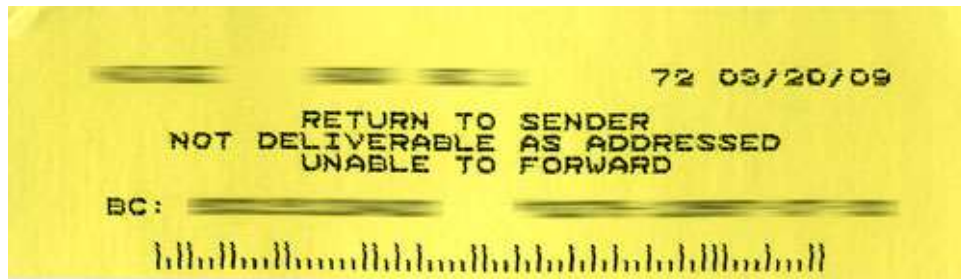 72 03/20/09
RETURN TO SENDER
NOT DELIVERABLE AS ADDRESSED
UNABLE TO FORWARD
BC: